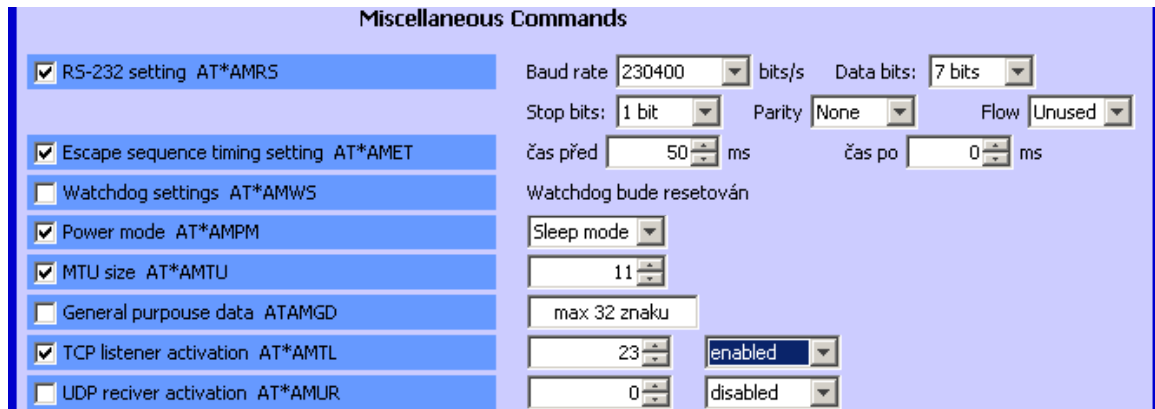 Miscellaneous Commands
RS-232 setting AT*AMRS Baud rate 230400 bits/s Data bits: 7 bits
Stop bits: 1 bit Parity None Flow Unused
Escape sequence timing setting AT*AMET čas před 50 ms čas po 0 ms
Watchdog settings AT*AMWS Watchdog bude resetován
Power mode AT*AMPM Sleep mode
MTU size AT*AMTU 11
General purpouse data ATAMGD max 32 znaku
TCP listener activation AT*AMTL 23 enabled
UDP reciver activation AT*AMUR 0 disabled